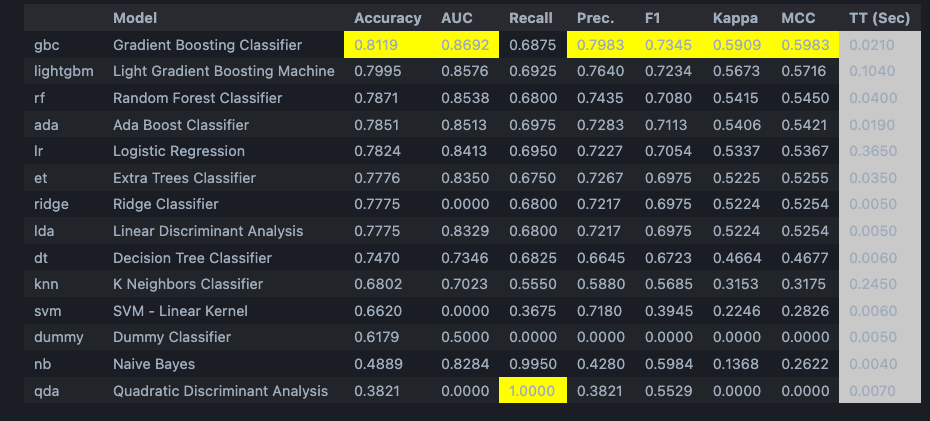 Model Accuracy AUC Recall Prec. F1 Kappa MCC TT (Sec)
gbc Gradient Boosting Classifier 0.8119 0.8692 0.6875 0.7983 0.7345 0.5909 0.5983 0.0210
lightgbm Light Gradient Boosting Machine 0.7995 0.8576 0.6925 0.7640 0.7234 0.5673 0.5716 0.1040
rf Random Forest Classifier 0.7871 0.8538 0.6800 0.7435 0.7080 0.5415 0.5450 0.0400
ada Ada Boost Classifier 0.7851 0.8513 0.6975 0.7283 0.7113 0.5406 0.5421 0.0190
lr Logistic Regression 0.7824 0.8413 0.6950 0.7227 0.7054 0.5337 0.5367 0.3650
et Extra Trees Classifier 0.7776 0.8350 0.6750 0.7267 0.6975 0.5225 0.5255 0.0350
ridge Ridge Classifier 0.7775 0.0000 0.6800 0.7217 0.6975 0.5224 0.5254 0.0050
lda Linear Discriminant Analysis 0.7775 0.8329 0.6800 0.7217 0.6975 0.5224 0.5254 0.0050
dt Decision Tree Classifier 0.7470 0.7346 0.6825 0.6645 0.6723 0.4664 0.4677 0.0060
knn K Neighbors Classifier 0.6802 0.7023 0.5550 0.5880 0.5685 0.3153 0.3175 0.2450
svm SVM - Linear Kernel 0.6620 0.0000 0.3675 0.7180 0.3945 0.2246 0.2826 0.0060
dummy Dummy Classifier 0.6179 0.5000 0.0000 0.0000 0.0000 0.0000 0.0000 0.0050
nb Naive Bayes 0.4889 0.8284 0.9950 0.4280 0.5984 0.1368 0.2622 0.0040
qda Quadratic Discriminant Analysis 0.3821 0.0000 1.0000 0.3821 0.5529 0.0000 0.0000 0.0070